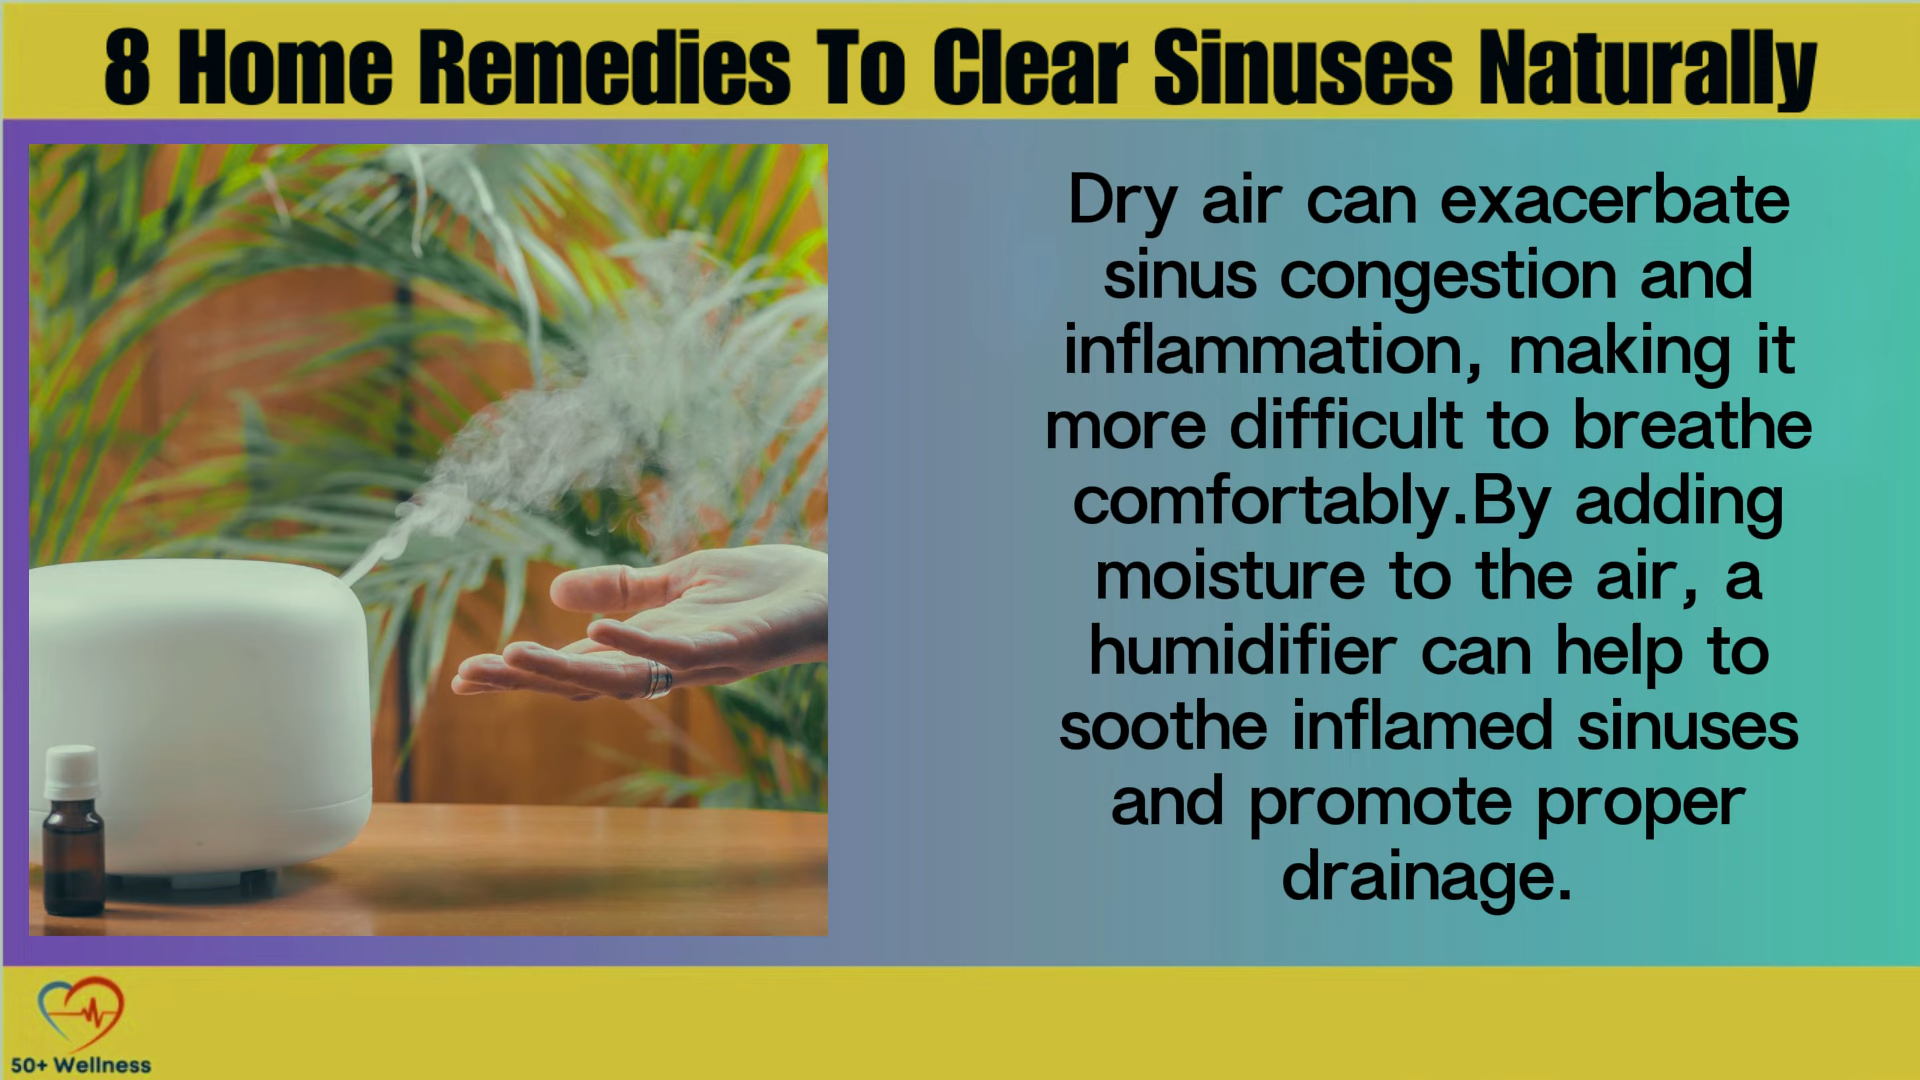 8 Home Remedies To Clear Sinuses Naturally
Dry air can exacerbate
sinus congestion and
inflammation, making it
more difficult to breathe
comfortably.By adding
moisture to the air, a
humidifier can help to
soothe inflamed sinuses
and promote proper
drainage.
50+ Wellness